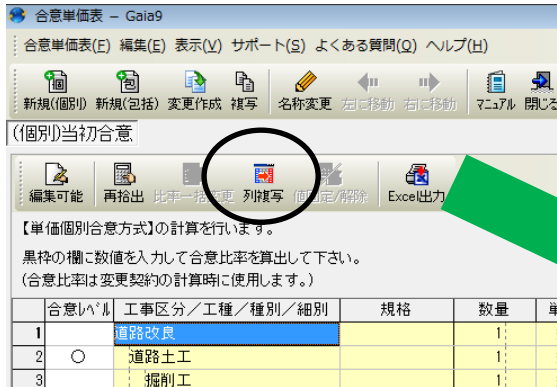 合意単価表 – Gaia9
合意単価表(F) 編集(E) 表示(V) サポート(S) よくある質問(Q) ヘルプ(H)
新規(個別) 新規(包括) 変更作成 複写 名称変更 左に移動 右に移動 マニュアル 閉じる
(個別)当初合意
編集可能 再拾出 比率一括変更 列複写 値固定/解除 Excel出力
【単価個別合意方式】の計算を行います。
黒枠の欄に数値を入力して合意比率を算出して下さい。
(合意比率は変更契約の計算時に使用します。)
合意レベル 工事区分/工種/種別/細別 規格 数量 単
1 道路改良 1
2 ○ 道路土工 1
3 掘削工 1